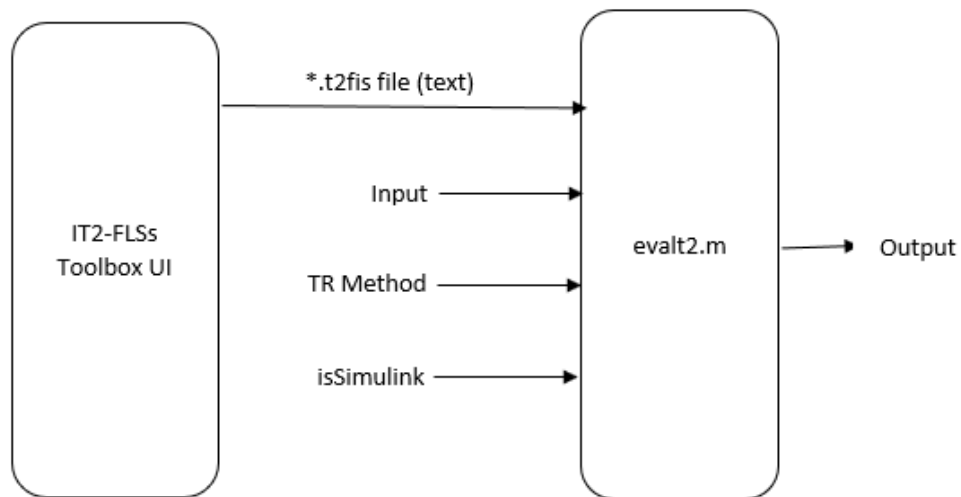 IT2-FLSs
Toolbox UI
*.t2fis file (text)
Input
TR Method
isSimulink
evalt2.m
Output